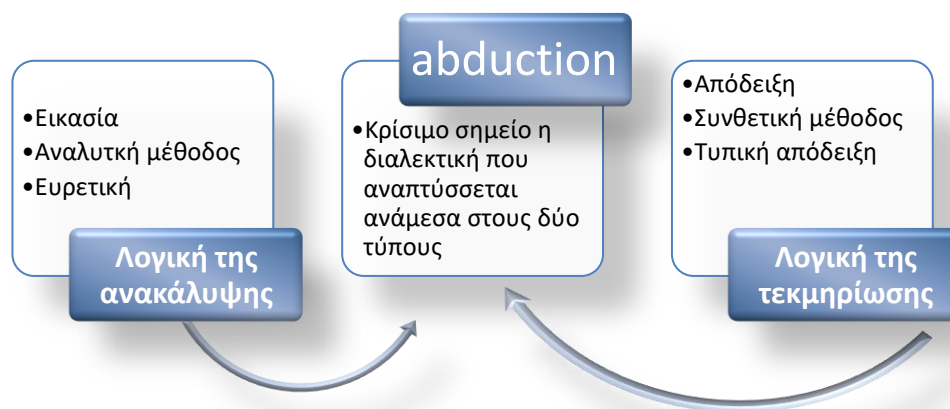 •Εικασία
•Αναλυτκή μέθοδος
•Ευρετική
Λογική της
ανακάλυψης
abduction
•Κρίσιμο σημείο η
διαλεκτική που
αναπτύσσεται
ανάμεσα στους δύο
τύπους
•Απόδειξη
•Συνθετική μέθοδος
•Τυπική απόδειξη
Λογική της
τεκμηρίωσης